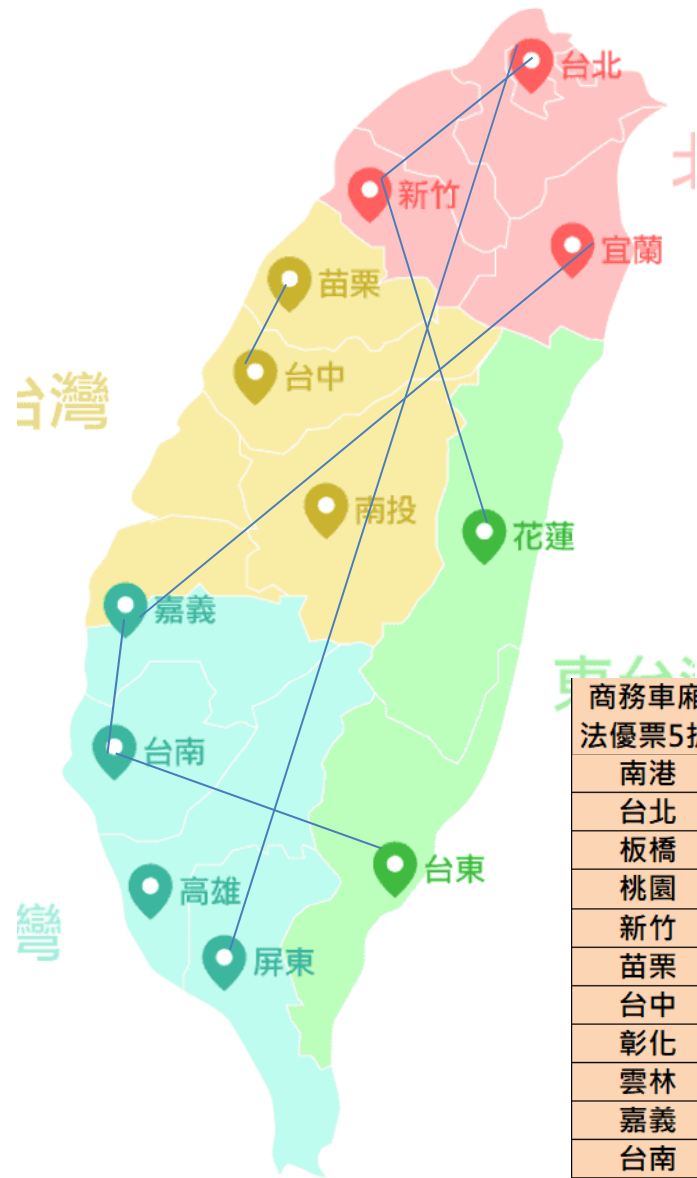 台北
新竹
宜蘭
苗栗
台中
台灣
南投
花蓮
嘉義
台南
台東
高雄
屏東
灣
商務車廂
法優票5折
南港
台北
板橋
桃園
新竹
苗栗
台中
彰化
雲林
嘉義
台南